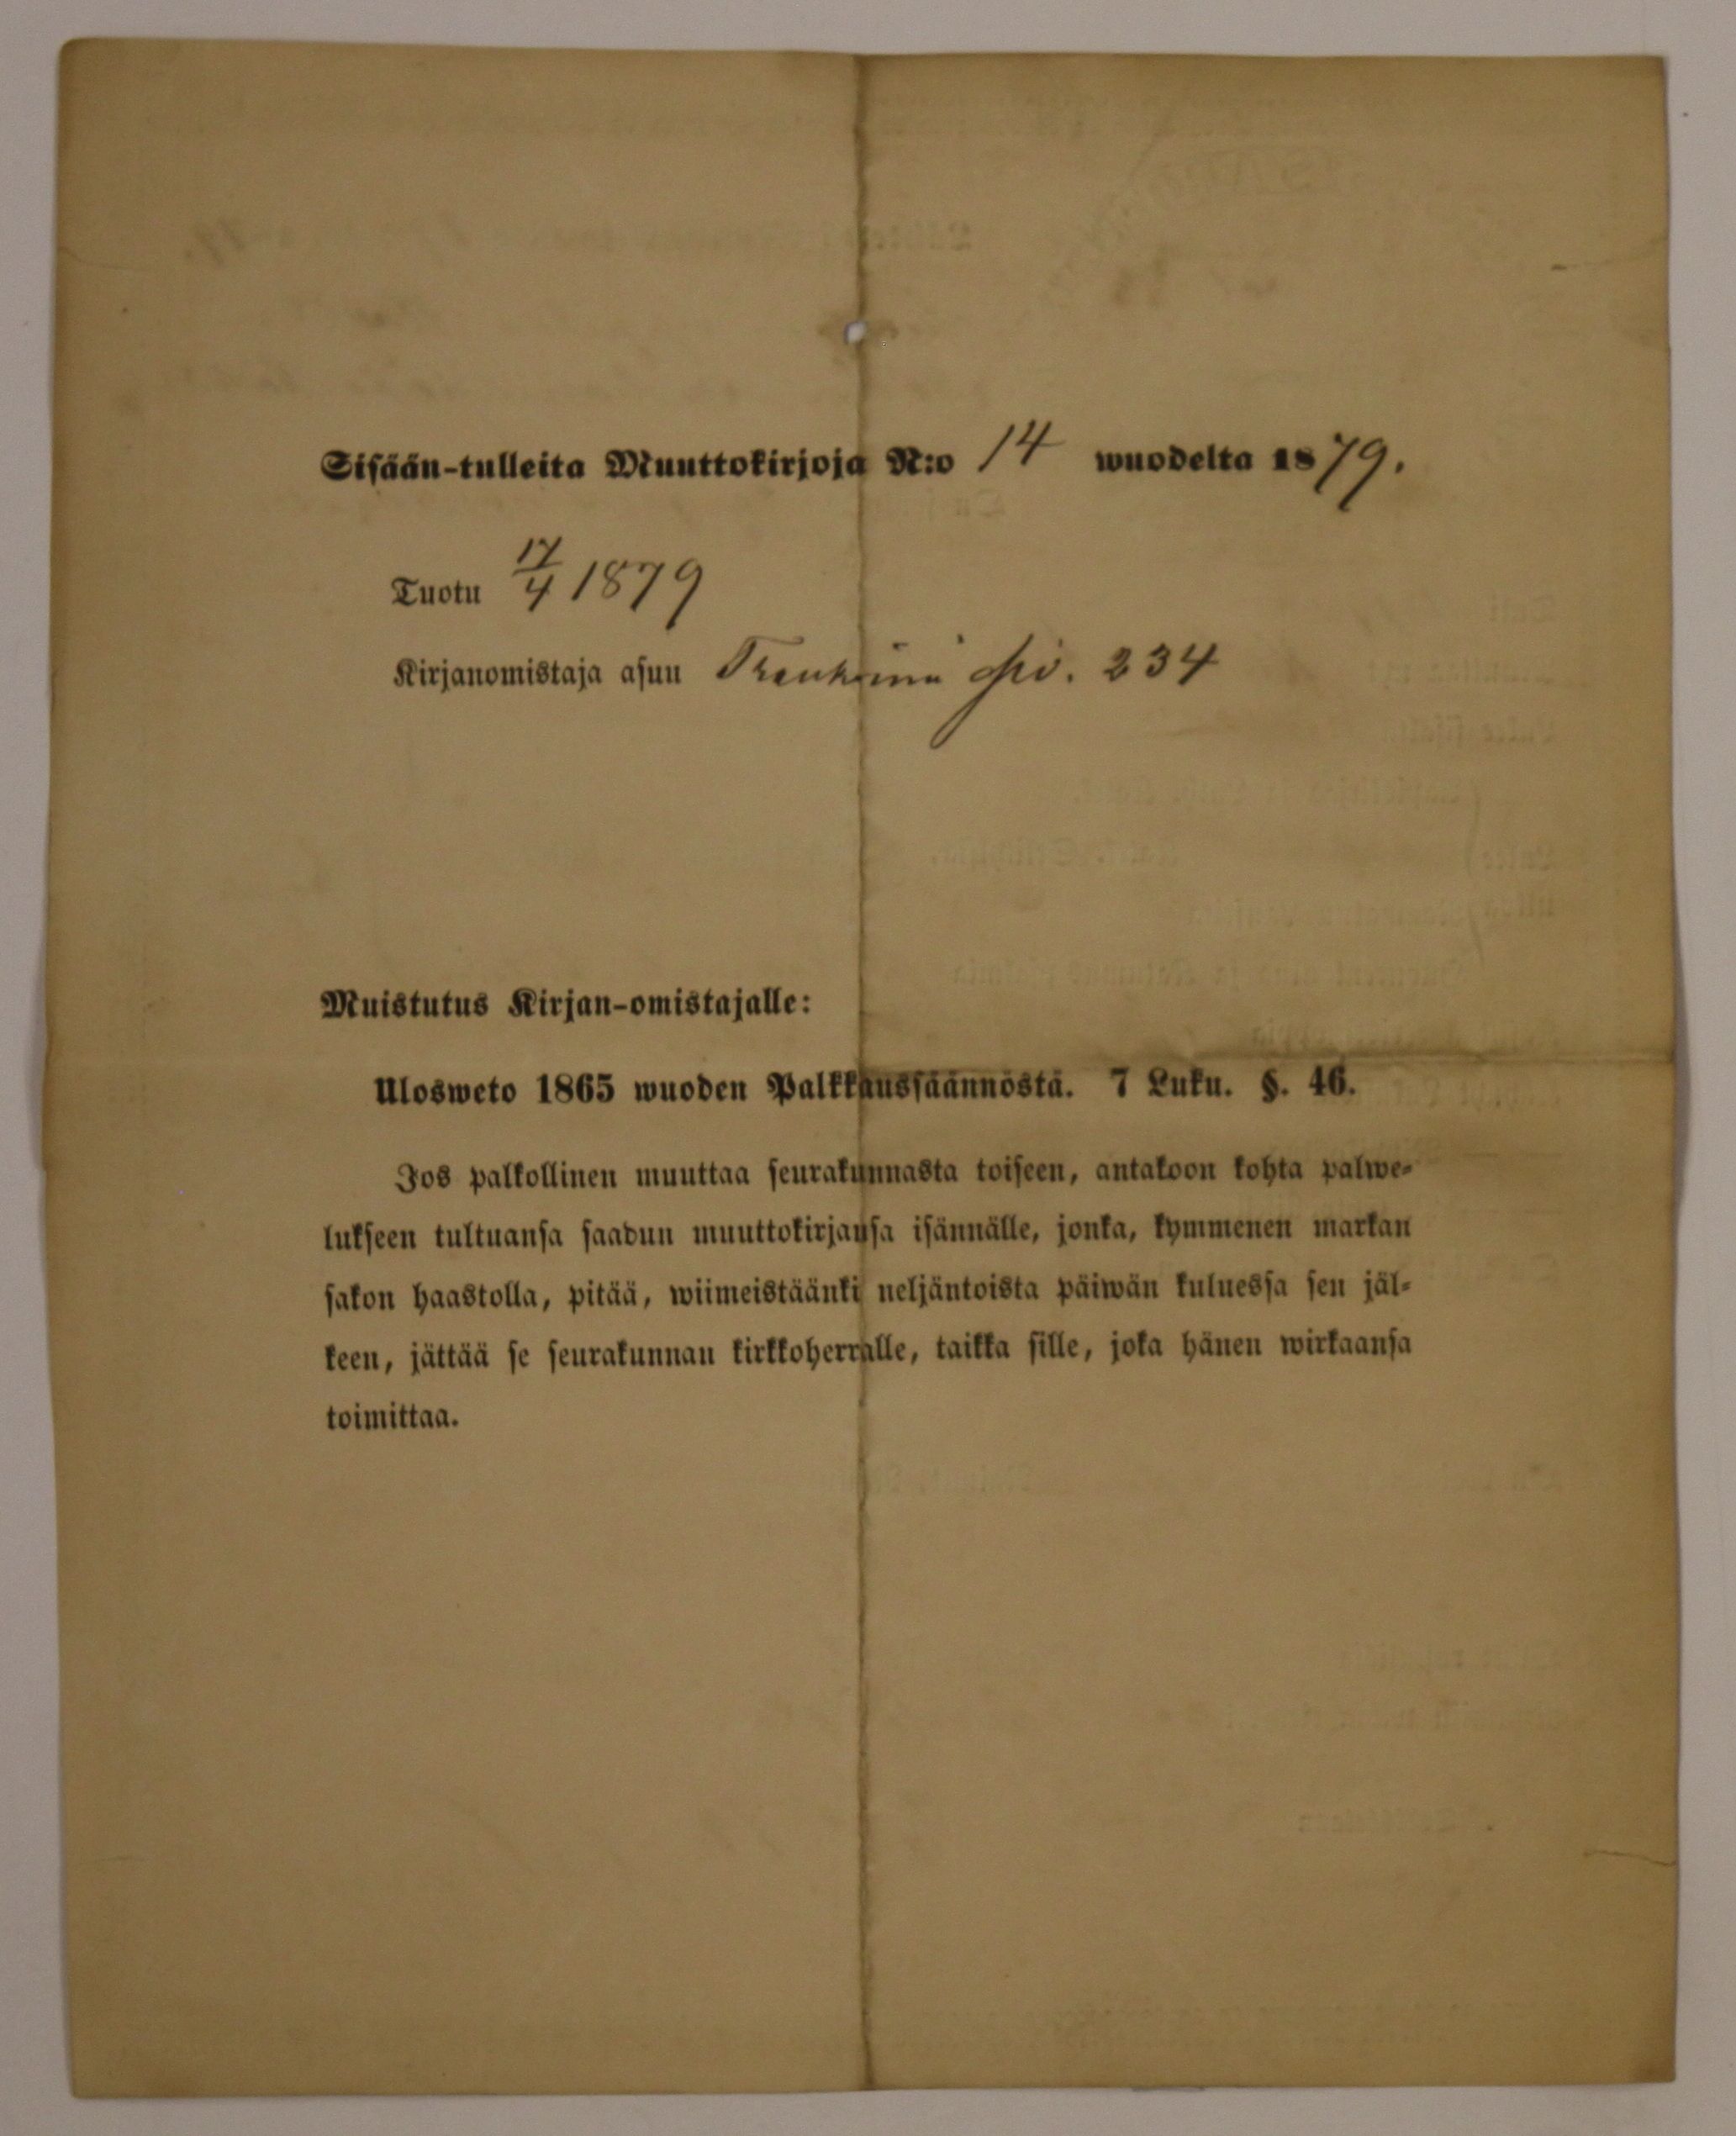 Sisään-tulleita Muuttokirjoja N:o 14 wuodelta 1879.
Tuotu 17/4 1879
Kirjanomistaja asuu 234
Muistutus Kirjan-omistajalle:
Ulosweto 1865 wuoden Palkkaussäännöstä. 7 Luku. §. 46.
Jos palkollinen muuttaa seurakunnasta toiseen, antakoon kohta palwe-
lukseen tultuansa saadun muuttokirjansa isännälle, jonka, kymmenen markan
sakon haastolla, pitää, wiimeistäänki neljäntoista päiwän kuluessa sen jäl-
keen, jättää se seurakunnan kirkkoherralle, taikka sille, joka hänen wirkaansa
toimittaa.